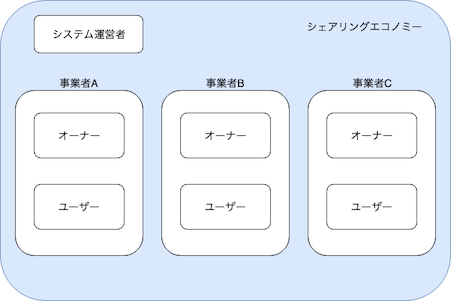 システム運営者
シェアリングエコノミー
事業者A
事業者B
事業者C
オーナー
オーナー
オーナー
ユーザー
ユーザー
ユーザー